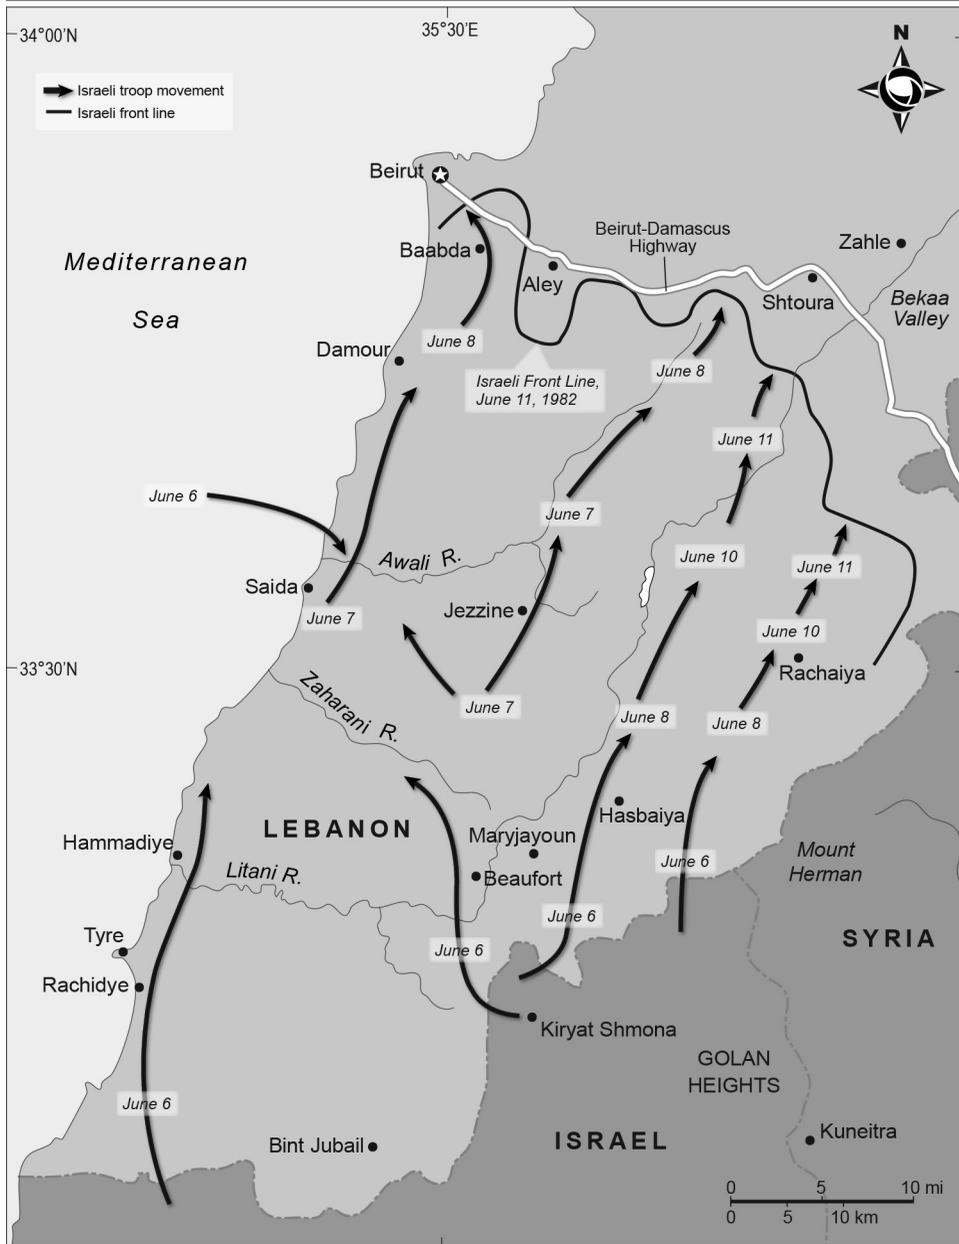 35°30'E
34°00'N
N
Israeli troop movement
Israeli front line
Beirut
Beirut-Damascus
Highway
Zahle
Baabda
Mediterranean
Sea
Aley
Shtoura
Bekaa
Valley
June 8
Damour
Israeli Front Line,
June 11, 1982
June 8
June 11
June 6
June 7
Awali R.
June 10
June 11
Saida
June 7
Jezzine
June 10
33°30'N
Rachaiya
Zaharani R.
June 7
June 8
June 8
Hasbaiya
LEBANON
Maryjayoun
Hammadiye
Litani R.
Beaufort
June 6
Mount
Herman
June 6
Tyre
June 6
SYRIA
Rachidye
Kiryat Shmona
GOLAN
HEIGHTS
June 6
Bint Jubail
ISRAEL
Kuneitra
0 5 10 mi
0 5 10 km